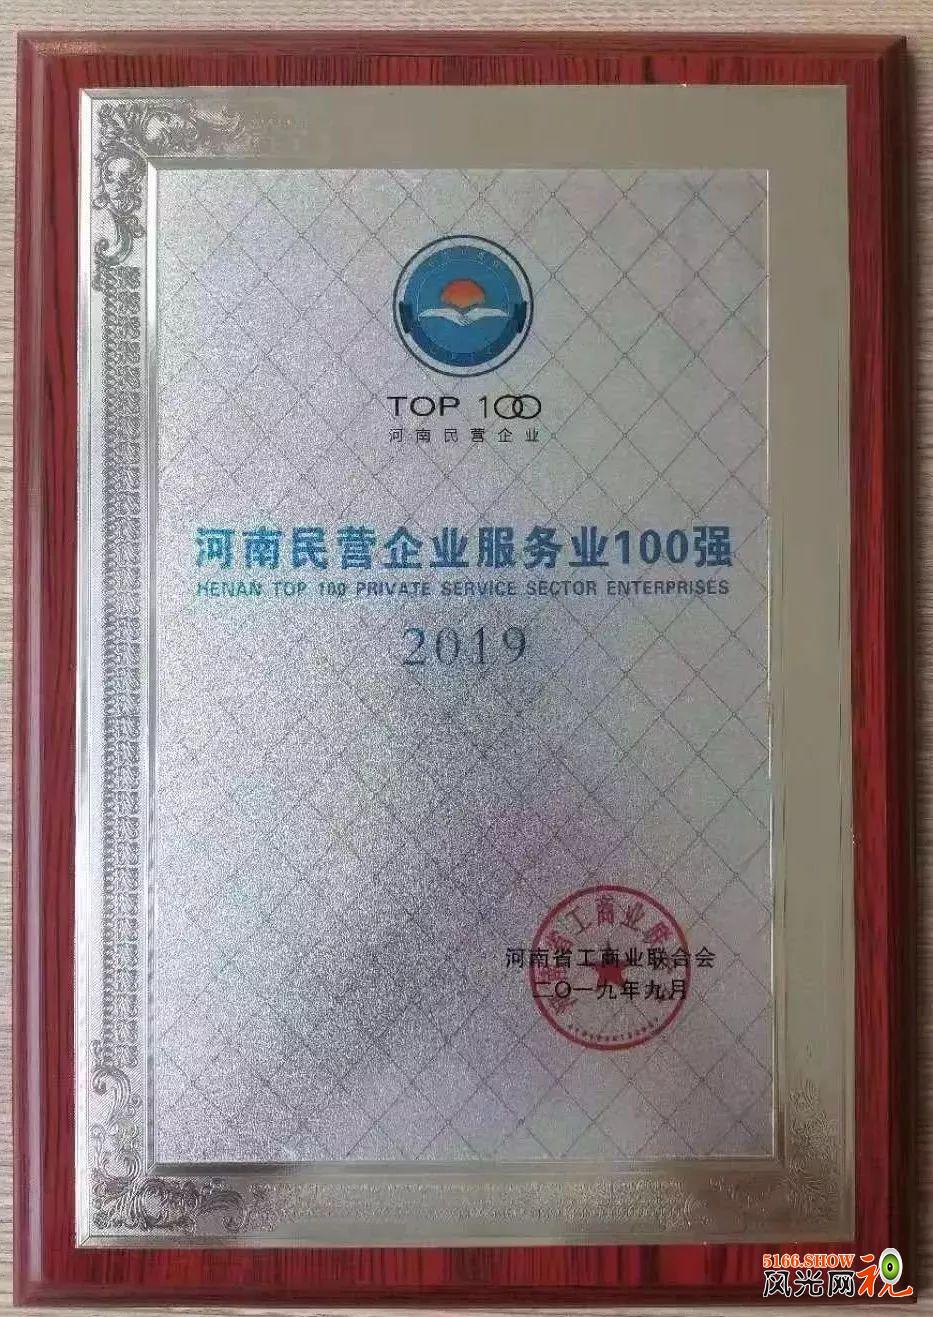 TOP 100
河南民营企业
河南民营企业服务业100强
HENAN TOP 100 PRIVATE SERVICE SECTOR ENTERPRISES
2019
河南省工商业联合会
二〇一九年九月
5166.SHOW
风光网视